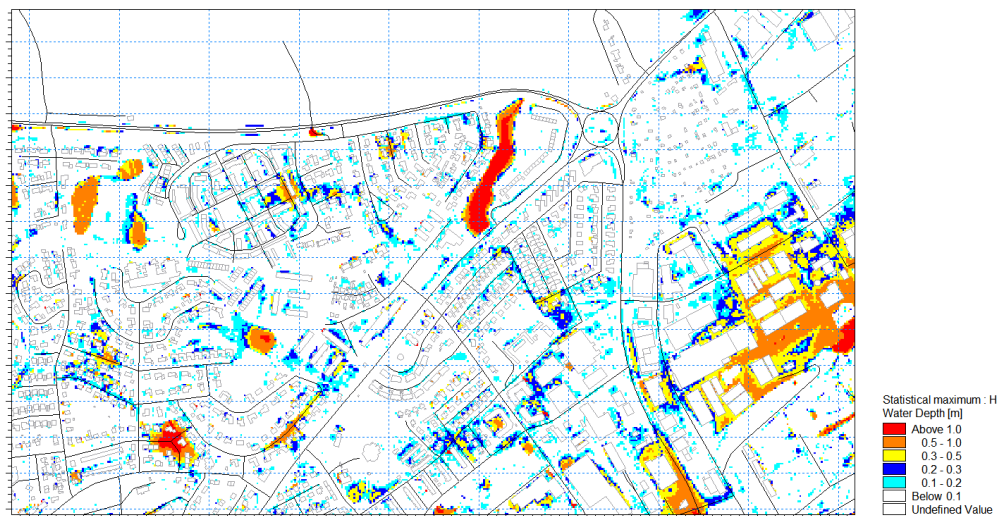 Statistical maximum : H
Water Depth [m]
Above 1.0
0.5 - 1.0
0.3 - 0.5
0.2 - 0.3
0.1 - 0.2
Below 0.1
Undefined Value